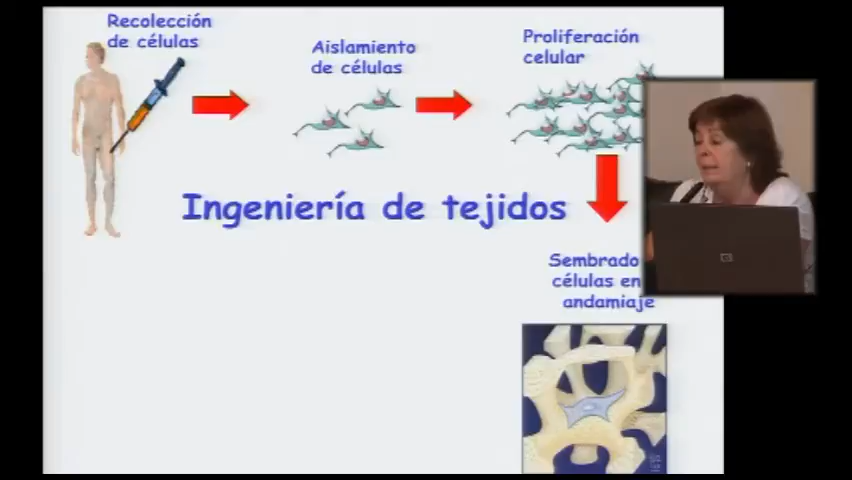 Recolección
de células
Aislamiento
de células
Proliferación
celular
Ingeniería de tejidos
Sembrado
células en
andamiaje